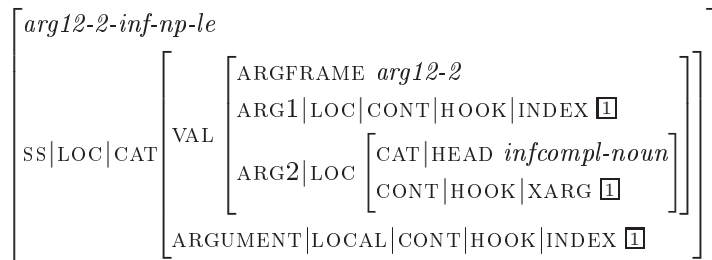 arg12-2-inf-np-le
SS|LOC|CAT
VAL
ARGFRAME arg12-2
ARG1|LOC|CONT|HOOK|INDEX 1
ARG2|LOC
CAT|HEAD infcompl-noun
CONT|HOOK|XARG 1
ARGUMENT|LOCAL|CONT|HOOK|INDEX 1